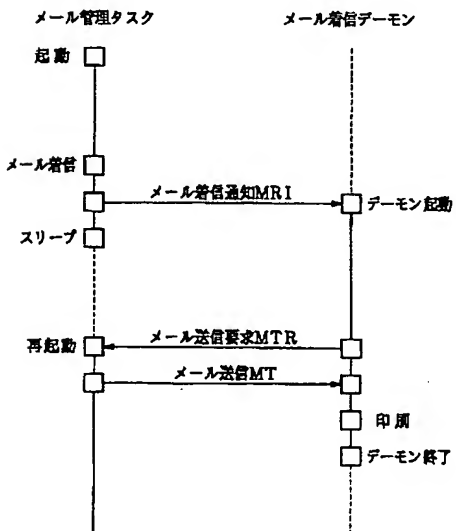 メール管理タスク
メール着信デーモン
起動
メール着信
メール着信通知MRI
デーモン起動
スリープ
メール送信要求MTR
再起動
メール送信MT
印刷
デーモン終了